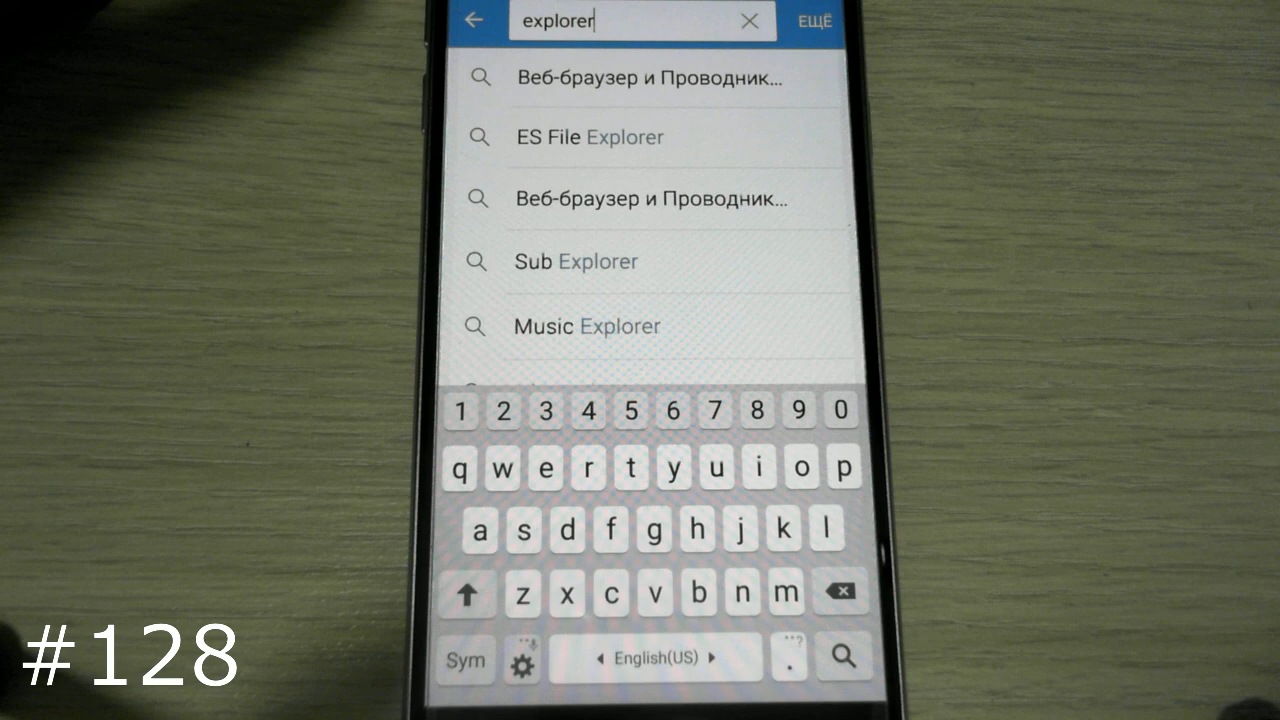 explorer
ЕЩЁ
Веб-браузер и Проводник...
ES File Explorer
Веб-браузер и Проводник...
Sub Explorer
Music Explorer
1 2 3 4 5 6 7 8 9 0
q w e r t y u i o p
a s d f g h j k l
z x c v b n m
Sym English(US) .
#128